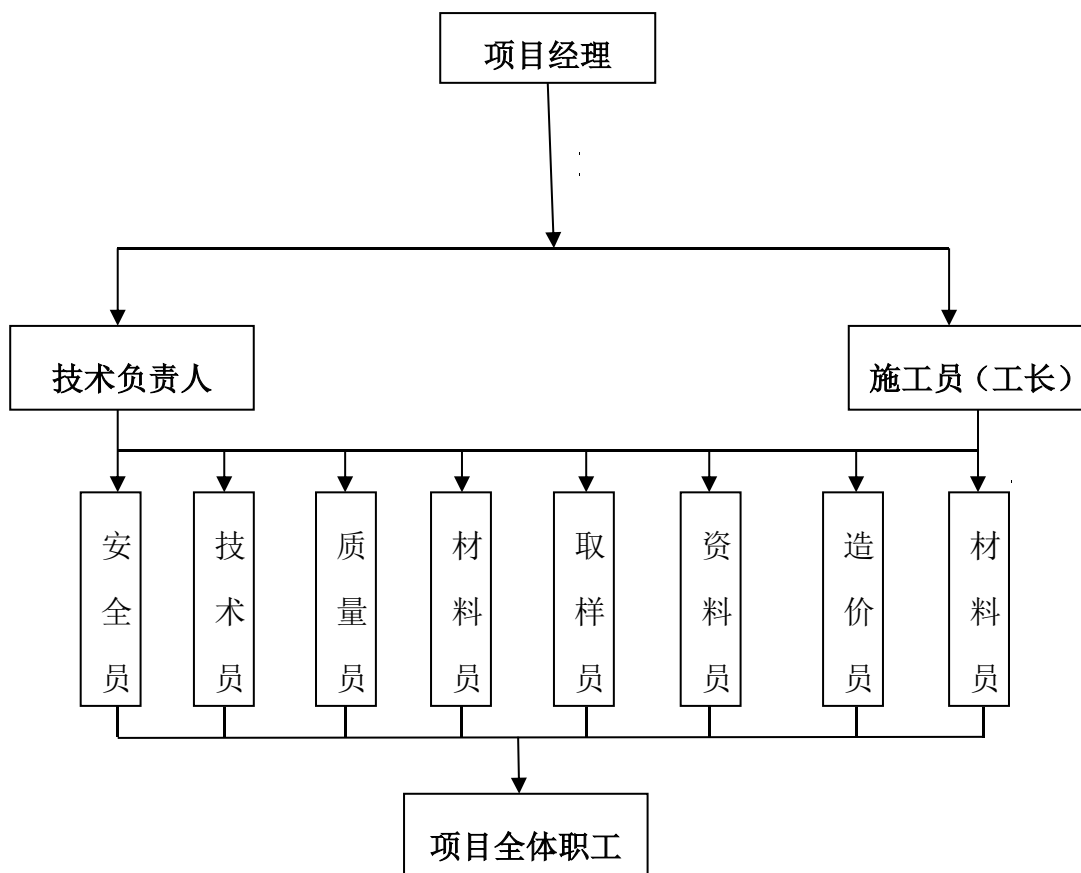 项目经理
技术负责人
施工员（工长）
安全员
技术员
质量员
材料员
取样员
资料员
造价员
材料员
项目全体职工